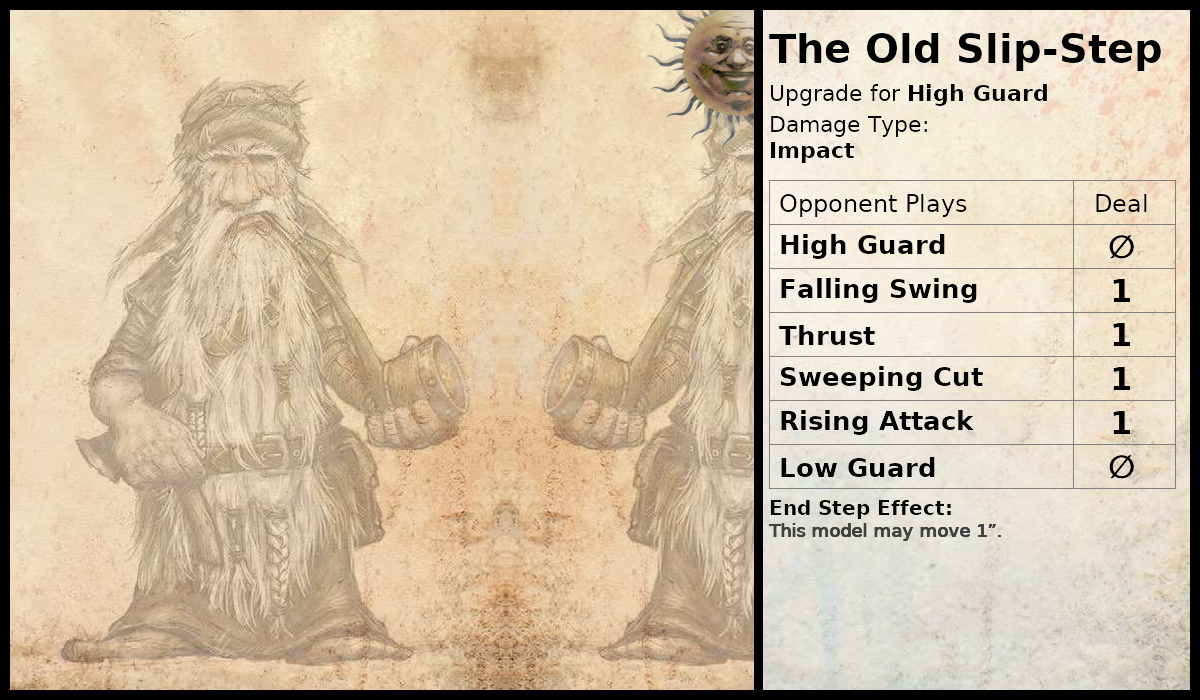 The Old Slip-Step
Upgrade for High Guard
Damage Type:
Impact
Opponent Plays Deal
High Guard ∅
Falling Swing 1
Thrust 1
Sweeping Cut 1
Rising Attack 1
Low Guard ∅
End Step Effect:
This model may move 1”.